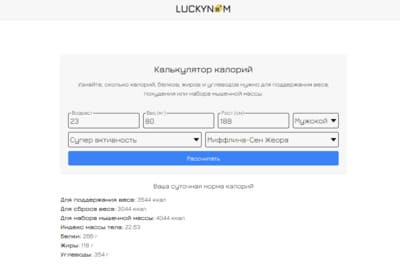 LUCKYNOM
Калькулятор калорий
Узнайте, сколько калорий, белков, жиров и углеводов нужно для поддержания веса,
похудения или набора мышечной массы.
Возраст
23
Вес (кг)
80
Рост (см)
188
Мужской
Супер активность
Миффлина-Сен Жеора
Рассчитать
Ваша суточная норма калорий
Для поддержания веса: 3544 ккал
Для сброса веса: 3044 ккал
Для набора мышечной массы: 4044 ккал
Индекс массы тела: 22.63
Белки: 266 г
Жиры: 118 г
Углеводы: 354 г